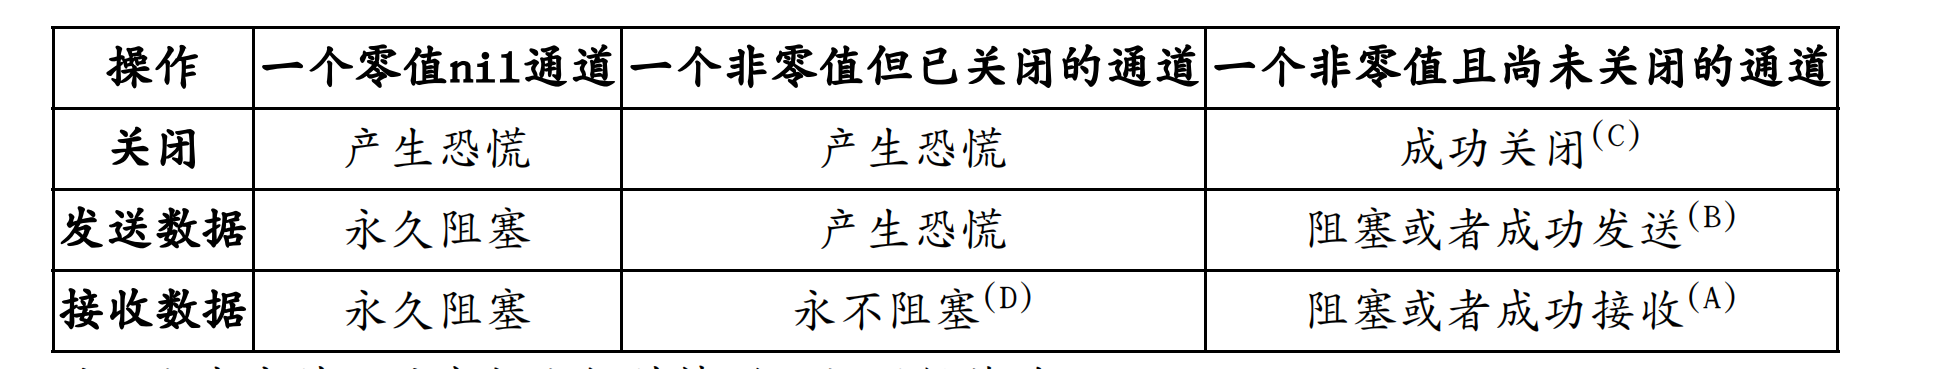 操作 一个零值nil通道 一个非零值但已关闭的通道 一个非零值且尚未关闭的通道
关闭 产生恐慌 产生恐慌 成功关闭(C)
发送数据 永久阻塞 产生恐慌 阻塞或者成功发送(B)
接收数据 永久阻塞 永不阻塞(D) 阻塞或者成功接收(A)